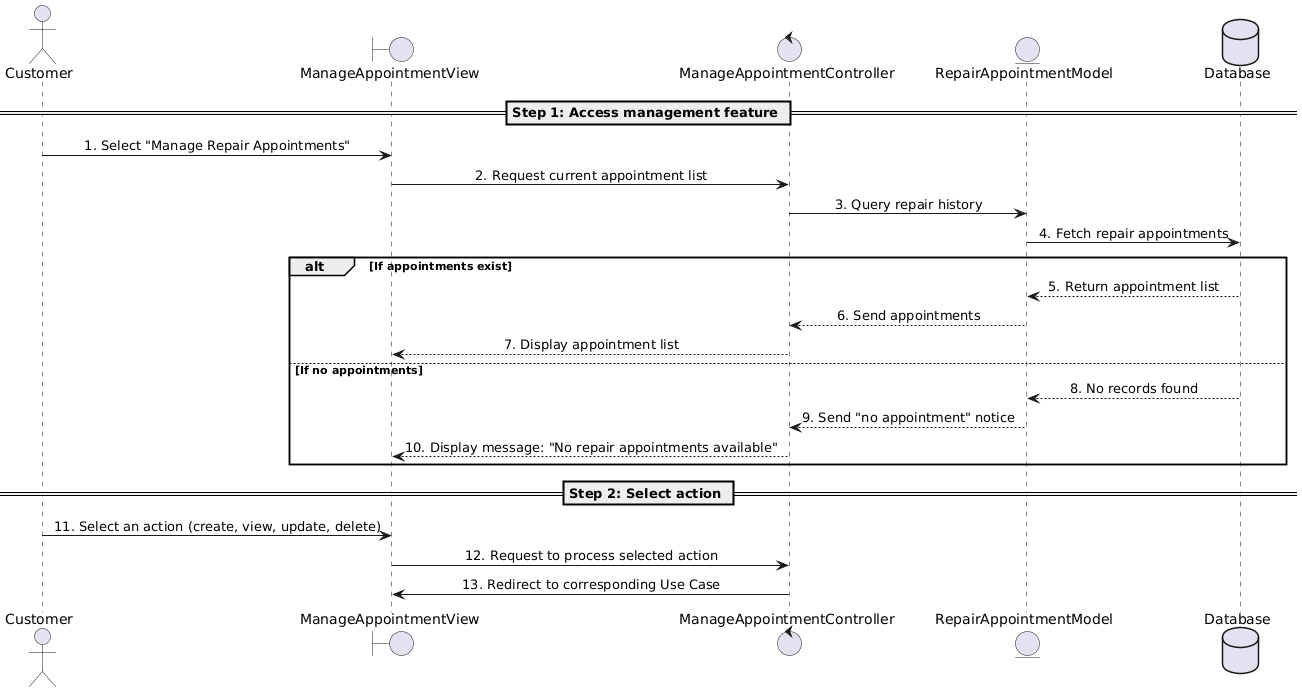 Customer
ManageAppointmentView
ManageAppointmentController
RepairAppointmentModel
Database
Step 1: Access management feature
1. Select "Manage Repair Appointments"
2. Request current appointment list
3. Query repair history
4. Fetch repair appointments
alt [If appointments exist]
5. Return appointment list
6. Send appointments
7. Display appointment list
[If no appointments]
8. No records found
9. Send "no appointment" notice
10. Display message: "No repair appointments available"
Step 2: Select action
11. Select an action (create, view, update, delete)
12. Request to process selected action
13. Redirect to corresponding Use Case
Customer
ManageAppointmentView
ManageAppointmentController
RepairAppointmentModel
Database